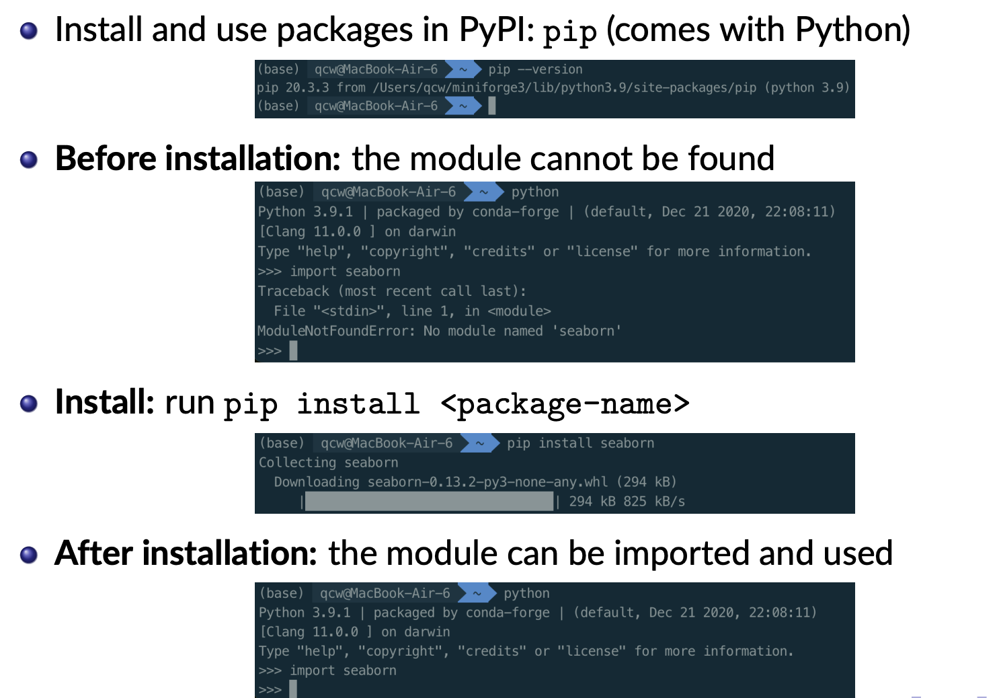 Install and use packages in PyPI: pip (comes with Python)
(base) qcw@MacBook-Air-6 ~ pip --version
pip 20.3.3 from /Users/qcw/miniforge3/lib/python3.9/site-packages/pip (python 3.9)
(base) qcw@MacBook-Air-6 ~
Before installation: the module cannot be found
(base) qcw@MacBook-Air-6 ~ python
Python 3.9.1 | packaged by conda-forge | (default, Dec 21 2020, 22:08:11)
[Clang 11.0.0 ] on darwin
Type "help", "copyright", "credits" or "license" for more information.
>>> import seaborn
Traceback (most recent call last):
  File "<stdin>", line 1, in <module>
ModuleNotFoundError: No module named 'seaborn'
>>>
Install: run pip install <package-name>
(base) qcw@MacBook-Air-6 ~ pip install seaborn
Collecting seaborn
  Downloading seaborn-0.13.2-py3-none-any.whl (294 kB)
| | 294 kB 825 kB/s
After installation: the module can be imported and used
(base) qcw@MacBook-Air-6 ~ python
Python 3.9.1 | packaged by conda-forge | (default, Dec 21 2020, 22:08:11)
[Clang 11.0.0 ] on darwin
Type "help", "copyright", "credits" or "license" for more information.
>>> import seaborn
>>>